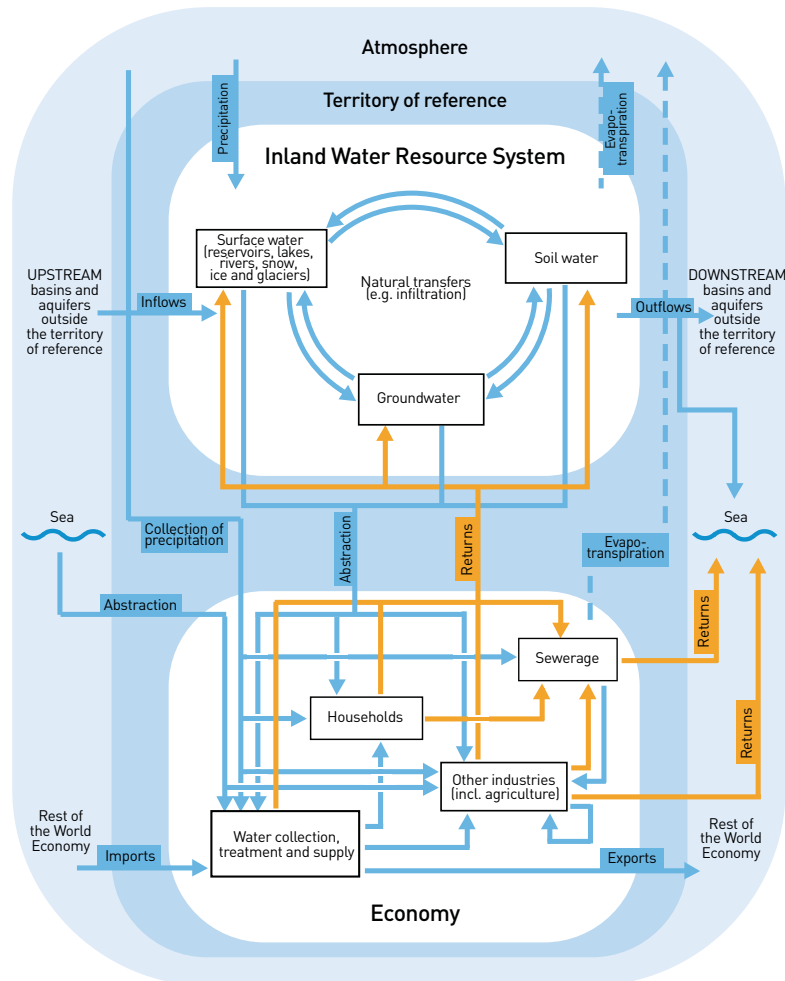 Atmosphere
Territory of reference
Precipitation
Evapo-
transpiration
Inland Water Resource System
Surface water
(reservoirs, lakes,
rivers, snow,
ice and glaciers)
Soil water
Natural transfers
(e.g. infiltration)
UPSTREAM
basins and
aquifers
outside
the territory
of reference
Inflows
DOWNSTREAM
basins and
aquifers
outside
the territory
of reference
Outflows
Groundwater
Sea
Collection of
precipitation
Abstraction
Returns
Evapo-
transpiration
Sea
Abstraction
Returns
Sewerage
Households
Returns
Other industries
(incl. agriculture)
Rest of
the World
Economy
Imports
Water collection,
treatment and supply
Exports
Rest of
the World
Economy
Economy